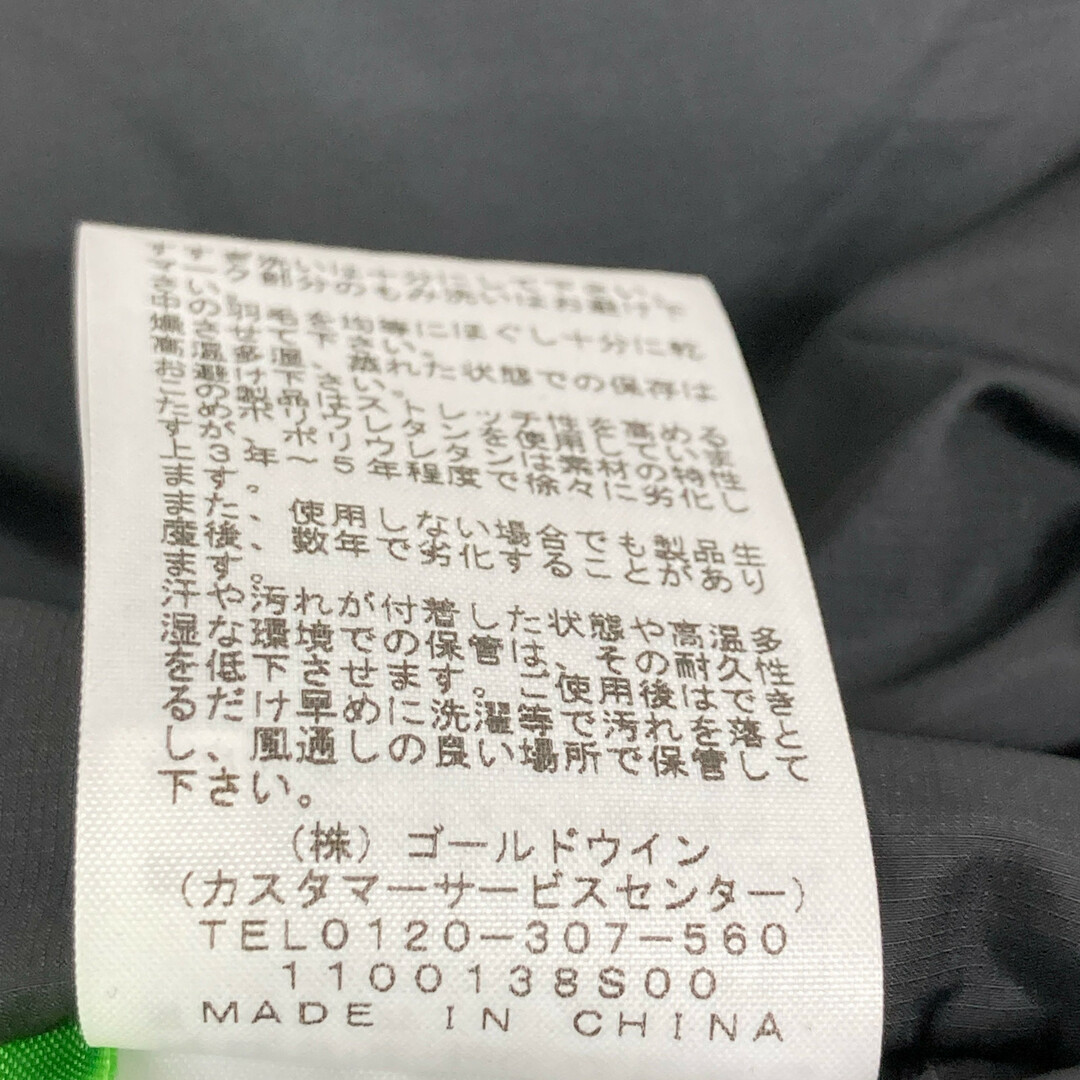 すすぎ洗いは十分にして下さい。
マーク部分のもみ洗いはお避け下
さい。
中の羽毛を均等にほぐし十分に乾
燥させて下さい。
高温多湿、蒸れた状態での保存は
お避け下さい。
この製品はストレッチ性を高める
ためポリウレタンを使用していま
すが、ポリウレタンは素材の特性
上3年〜5年程度で徐々に劣化し
ます。
また、使用しない場合でも製品生
産後、数年で劣化することがあり
ます。
汗や汚れが付着した状態や高温多
湿な環境での保管は、その耐久性
を低下させます。ご使用後はでき
るだけ早めに洗濯等で汚れを落と
し、風通しの良い場所で保管して
下さい。
(株)ゴールドウイン
(カスタマーサービスセンター)
TEL0120-307-560
1100138S00
MADE IN CHINA